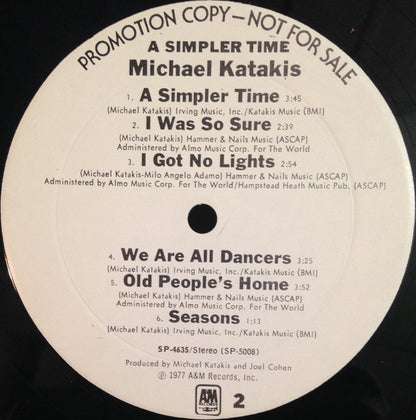 PROMOTION COPY—NOT FOR SALE
A SIMPLER TIME
Michael Katakis
1. A Simpler Time 3:45
(Michael Katakis) Irving Music, Inc./Katakis Music (BMI)
2. I Was So Sure 2:39
(Michael Katakis) Hammer & Nails Music (ASCAP)
Administered by Almo Music Corp. For The World
3. I Got No Lights 2:54
(Michael Katakis-Milo Angelo Adamo) Hammer & Nails Music (ASCAP)
Administered by Almo Music Corp. For The World/Hampstead Heath Music Pub. (ASCAP)
4. We Are All Dancers 3:25
(Michael Katakis) Irving Music, Inc./Katakis Music (BMI)
5. Old People's Home 3:52
(Michael Katakis) Hammer & Nails Music (ASCAP)
Administered by Almo Music Corp. For The World
6. Seasons 1:13
(Michael Katakis) Irving Music, Inc./Katakis Music (BMI)
SP-4635/Stereo (SP-5008)
Produced by Michael Katakis and Joel Cohen
℗ 1977 A&M Records, Inc.
A&M
2